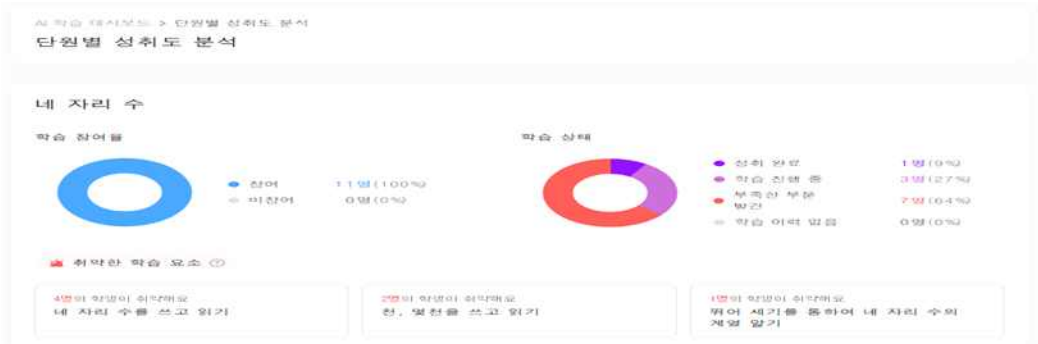 AI 학습 대시보드 > 단원별 성취도 분석
단원별 성취도 분석
네 자리 수
학습 참여율
참여 11명(100%)
미참여 0명(0%)
학습 상태
성취 완료 1명(9%)
학습 진행 중 3명(27%)
부족한 부분
발견 7명(64%)
학습 이력 없음 0명(0%)
취약한 학습 요소 ?
4명의 학생이 취약해요
네 자리 수를 쓰고 읽기
2명의 학생이 취약해요
천, 몇천을 쓰고 읽기
1명의 학생이 취약해요
뛰어 세기를 통하여 네 자리 수의
계열 알기